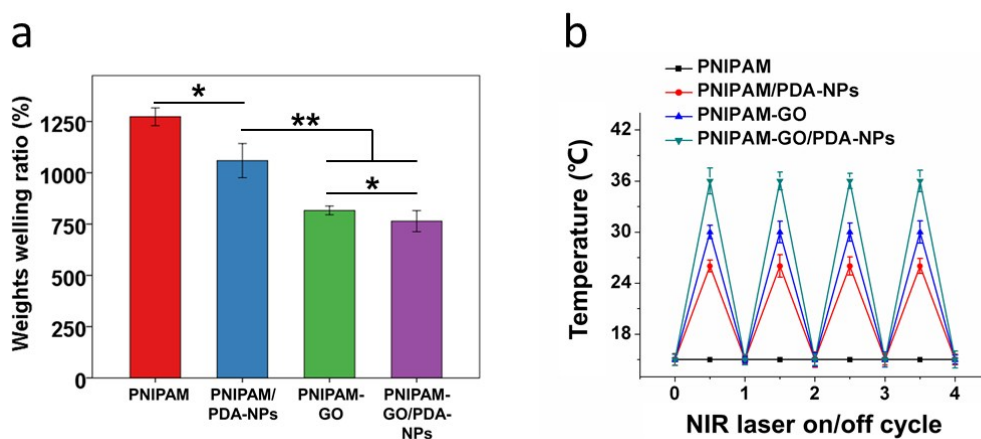 a
Weights welling ratio (%)
1250
1000
750
500
250
0
*
**
*
PNIPAM
PNIPAM/
PDA-NPs
PNIPAM-
GO
PNIPAM-
GO/PDA-
NPs
b
PNIPAM
PNIPAM/PDA-NPs
PNIPAM-GO
PNIPAM-GO/PDA-NPs
Temperature (℃)
42
36
30
24
18
0 1 2 3 4
NIR laser on/off cycle